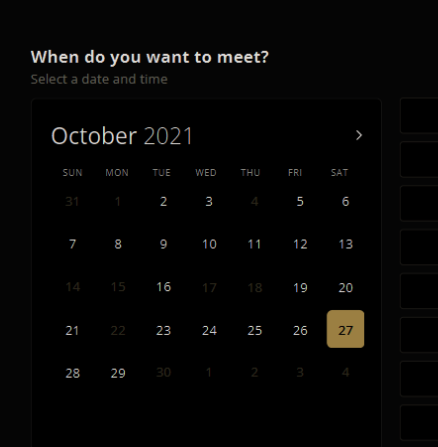 When do you want to meet?
Select a date and time
October 2021
SUN MON TUE WED THU FRI SAT
31 1 2 3 4 5 6
7 8 9 10 11 12 13
14 15 16 17 18 19 20
21 22 23 24 25 26 27
28 29 30 1 2 3 4